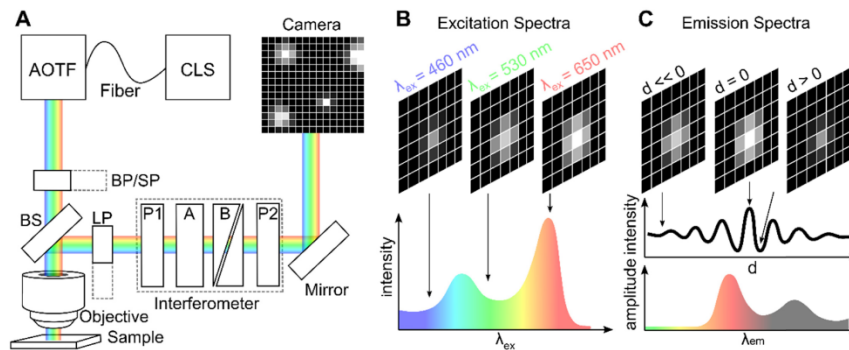 A
AOTF
Fiber
CLS
Camera
BP/SP
BS
LP
P1
A
B
P2
Interferometer
Mirror
Objective
Sample
B Excitation Spectra
λex = 460 nm
λex = 530 nm
λex = 650 nm
intensity
λex
C Emission Spectra
d << 0
d = 0
d > 0
intensity
d
amplitude
λem